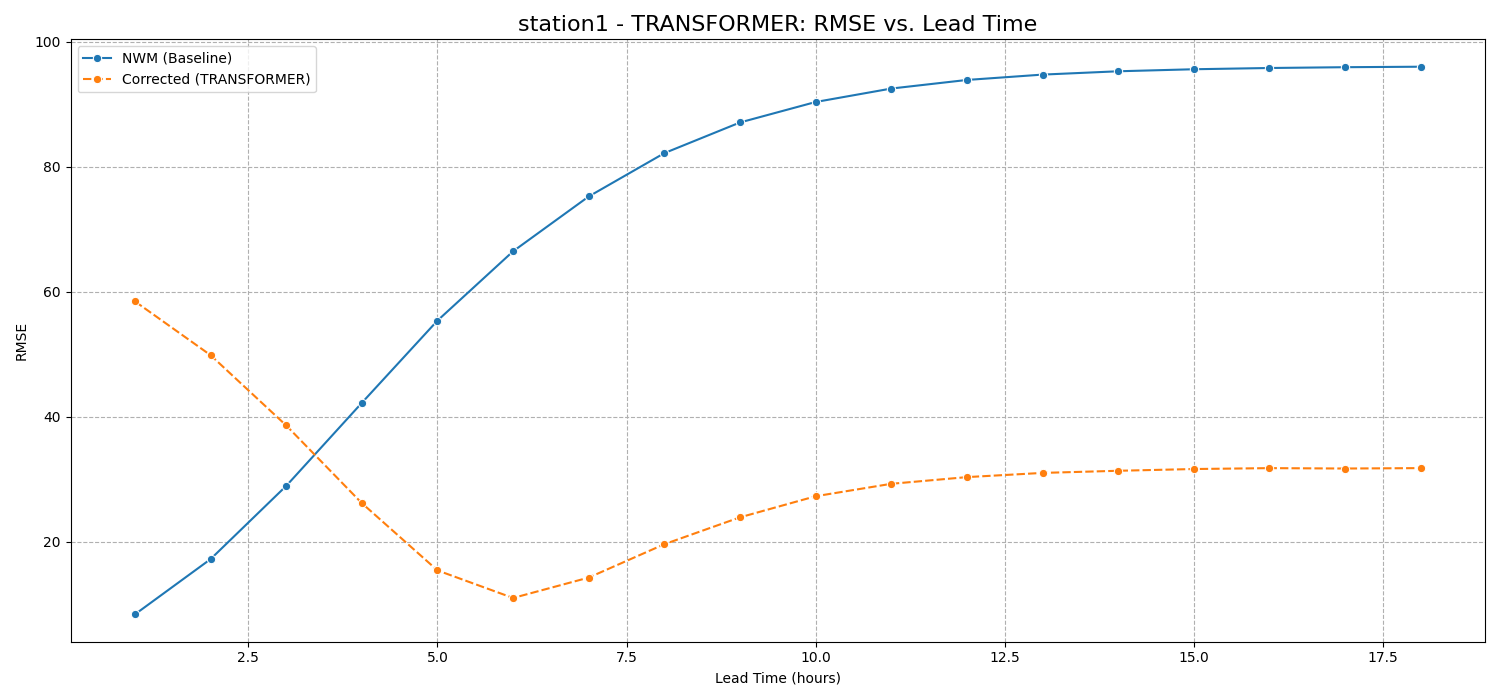 station1 - TRANSFORMER: RMSE vs. Lead Time
NWM (Baseline)
Corrected (TRANSFORMER)
RMSE
100
80
60
40
20
2.5 5.0 7.5 10.0 12.5 15.0 17.5
Lead Time (hours)